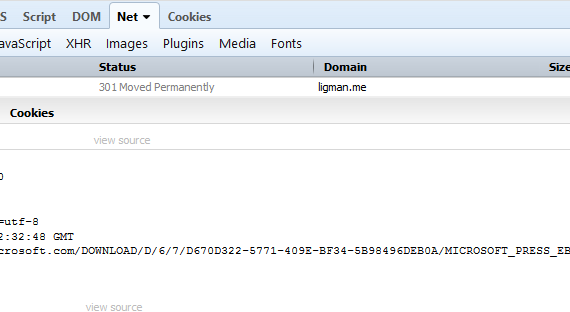 S Script DOM Net Cookies
JavaScript XHR Images Plugins Media Fonts
Status Domain Size
301 Moved Permanently ligman.me
Cookies
view source
0
=utf-8
2:32:48 GMT
crosoft.com/DOWNLOAD/D/6/7/D670D322-5771-409E-BF34-5B98496DEB0A/MICROSOFT_PRESS_EB
view source